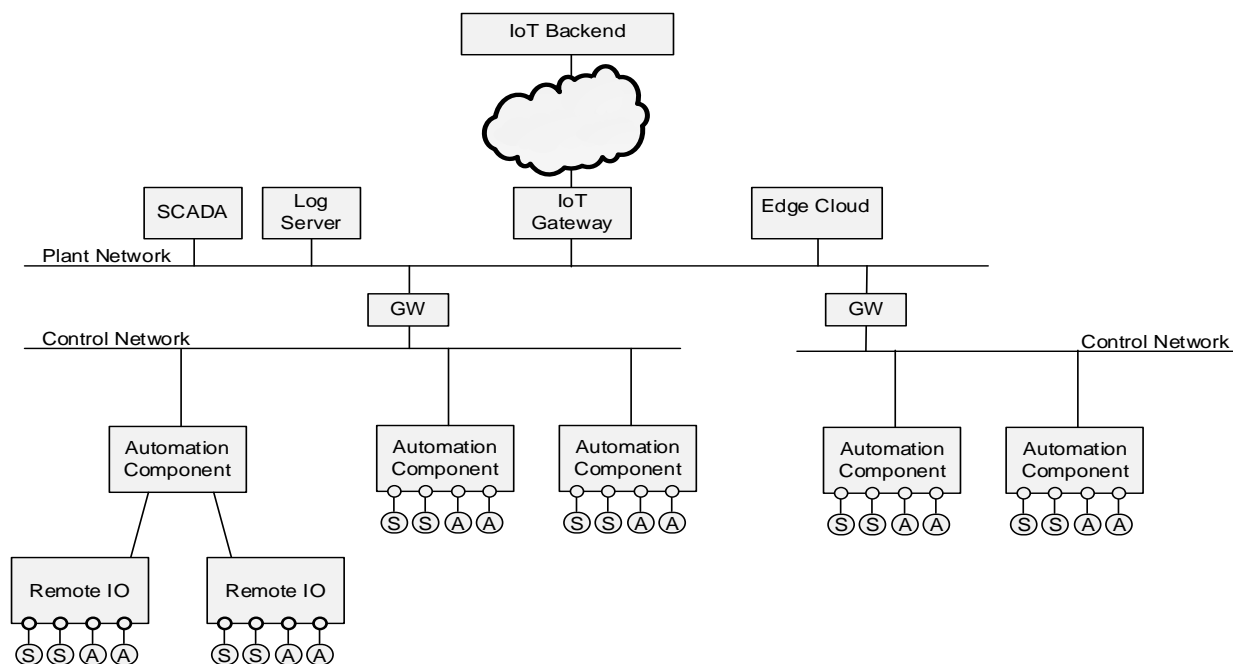 IoT Backend
SCADA
Log
Server
IoT
Gateway
Edge Cloud
Plant Network
GW
GW
Control Network
Control Network
Automation
Component
Automation
Component
Automation
Component
Automation
Component
Automation
Component
S S A A
S S A A
S S A A
S S A A
Remote IO
Remote IO
S S A A
S S A A